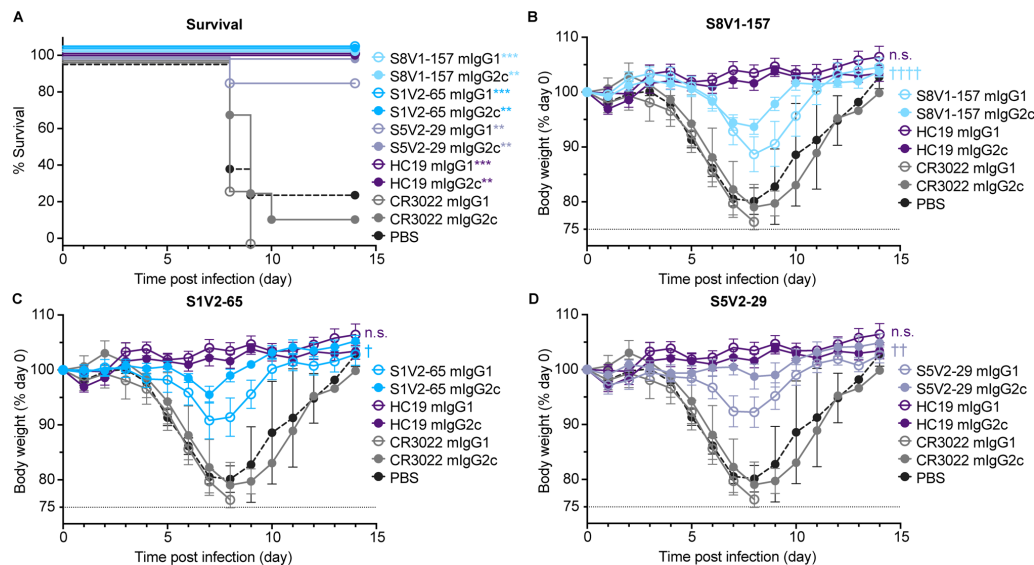 A
Survival
% Survival
100
80
60
40
20
0
0
5
10
15
Time post infection (day)
S8V1-157 mIgG1***
S8V1-157 mIgG2c**
S1V2-65 mIgG1***
S1V2-65 mIgG2c**
S5V2-29 mIgG1**
S5V2-29 mIgG2c**
HC19 mIgG1***
HC19 mIgG2c**
CR3022 mIgG1
CR3022 mIgG2c
PBS
B
S8V1-157
Body weight (% day 0)
110
100
90
80
75
0
5
10
15
Time post infection (day)
n.s.
††††
S8V1-157 mIgG1
S8V1-157 mIgG2c
HC19 mIgG1
HC19 mIgG2c
CR3022 mIgG1
CR3022 mIgG2c
PBS
C
S1V2-65
Body weight (% day 0)
110
100
90
80
75
0
5
10
15
Time post infection (day)
n.s.
†
S1V2-65 mIgG1
S1V2-65 mIgG2c
HC19 mIgG1
HC19 mIgG2c
CR3022 mIgG1
CR3022 mIgG2c
PBS
D
S5V2-29
Body weight (% day 0)
110
100
90
80
75
0
5
10
15
Time post infection (day)
n.s.
††
S5V2-29 mIgG1
S5V2-29 mIgG2c
HC19 mIgG1
HC19 mIgG2c
CR3022 mIgG1
CR3022 mIgG2c
PBS